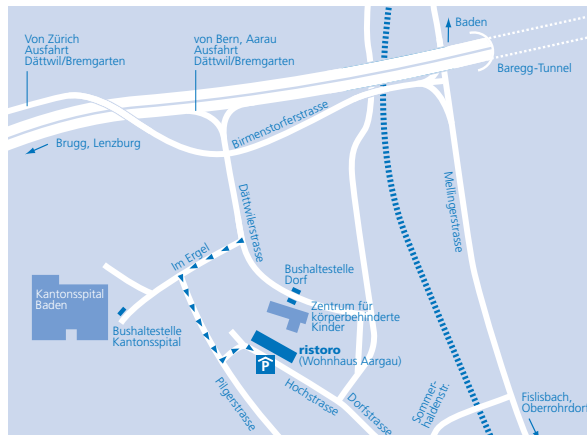 Baden
Von Zürich
Ausfahrt
Dättwil/Bremgarten
von Bern, Aarau
Ausfahrt
Dättwil/Bremgarten
Baregg-Tunnel
Birmenstorferstrasse
Brugg, Lenzburg
Dättwilerstrasse
Mellingerstrasse
Im Ergel
Bushaltestelle
Dorf
Kantonsspital
Baden
Zentrum für
körperbehinderte
Kinder
Bushaltestelle
Kantonsspital
ristoro
(Wohnhaus Aargau)
P
Pilgerstrasse
Hochstrasse
Dorfstrasse
Sommer-
haldenstr.
Fislisbach,
Oberrohrdorf